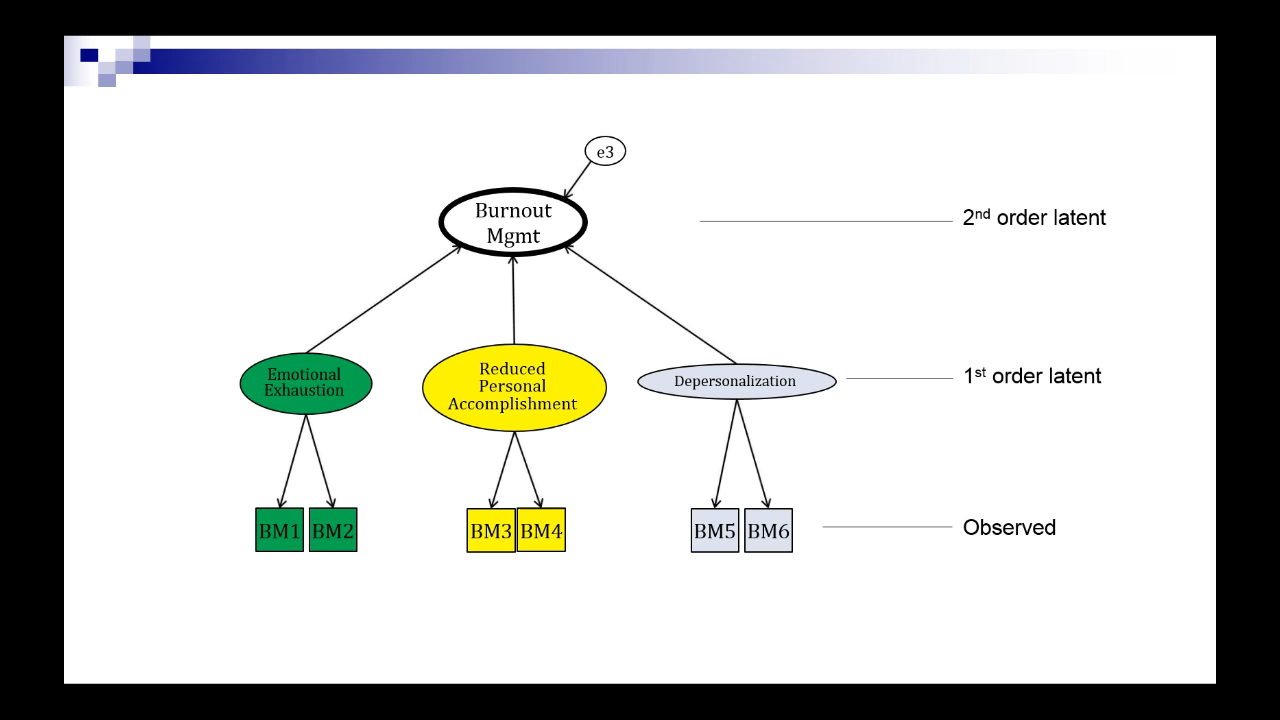 e3
Burnout
Mgmt
2nd order latent
Emotional
Exhaustion
Reduced
Personal
Accomplishment
Depersonalization
1st order latent
BM1
BM2
BM3
BM4
BM5
BM6
Observed